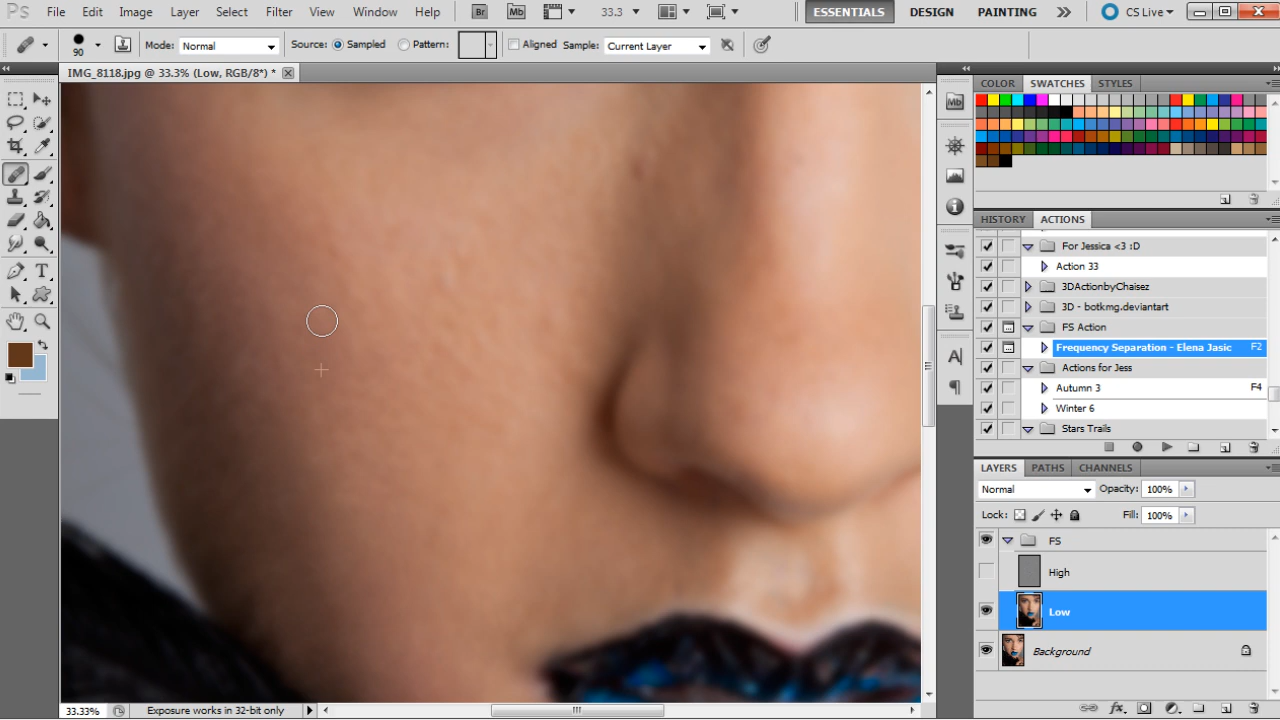 Ps File Edit Image Layer Select Filter View Window Help Br Mb 33.3 ESSENTIALS DESIGN PAINTING CS Live
90 Mode: Normal Source: Sampled Pattern: Aligned Sample: Current Layer
IMG_8118.jpg @ 33.3% (Low, RGB/8*) *
COLOR SWATCHES STYLES
Mb
HISTORY ACTIONS
For Jessica <3 :D
Action 33
3DActionbyChaisez
3D - botkmg.deviantart
FS Action
Frequency Separation - Elena Jasic F2
Actions for Jess
Autumn 3 F4
Winter 6
Stars Trails
LAYERS PATHS CHANNELS
Normal Opacity: 100%
Lock: Fill: 100%
FS
High
Low
Background
33.33% Exposure works in 32-bit only